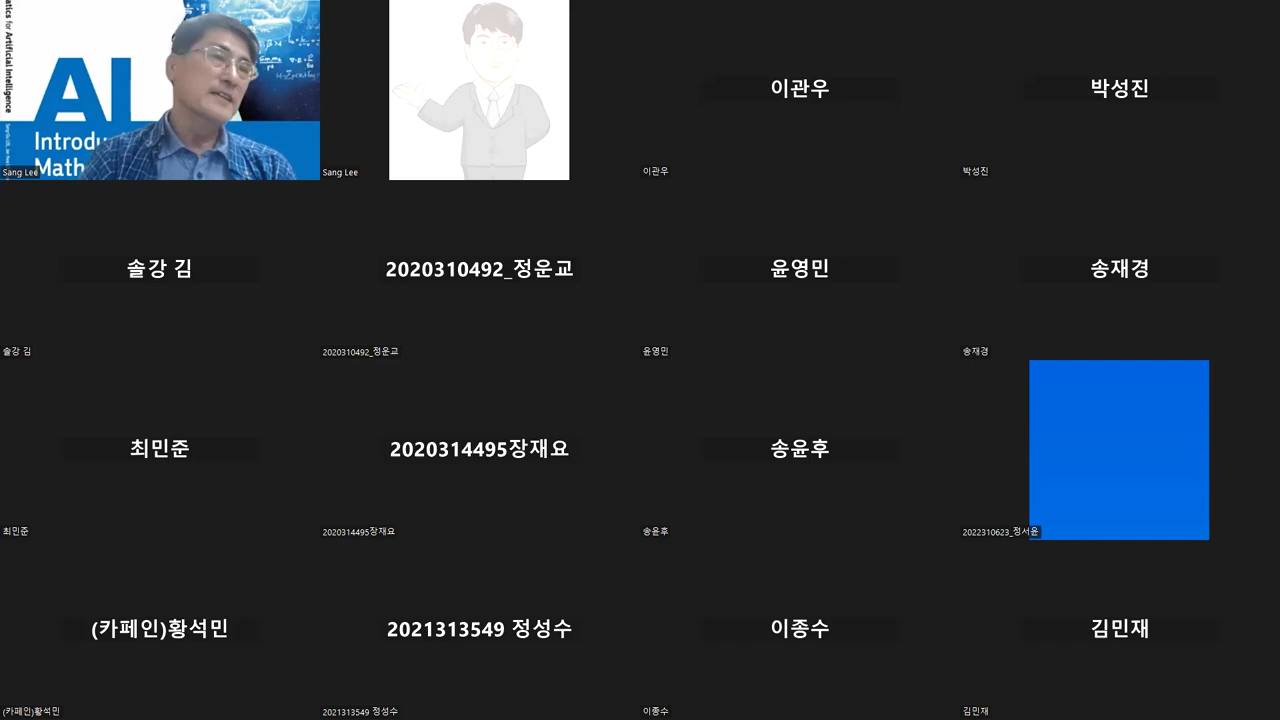 atics for Artificial Intelligence
AI
Introdu
Math
Sang Lee
Sang Lee
이관우
이관우
박성진
박성진
솔강 김
솔강 김
2020310492_정운교
2020310492_정운교
윤영민
윤영민
송재경
송재경
최민준
최민준
2020314495장재요
2020314495장재요
송윤후
송윤후
2022310623_정서윤
(카페인)황석민
(카페인)황석민
2021313549 정성수
2021313549 정성수
이종수
이종수
김민재
김민재